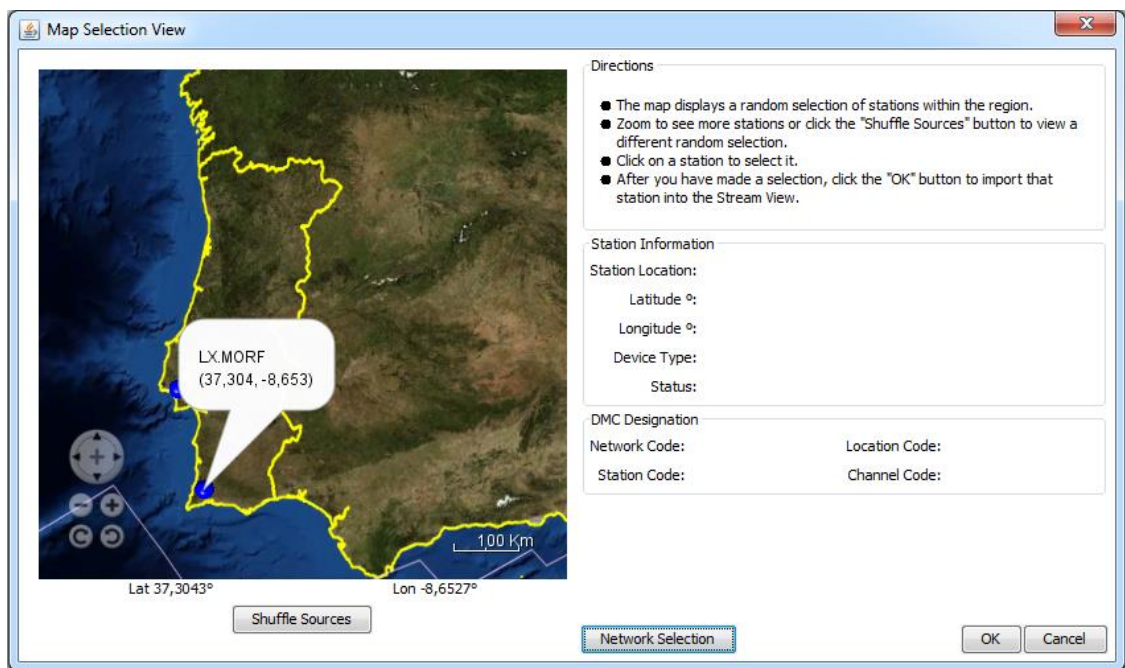 Map Selection View
X
LX.MORF
(37,304, -8,653)
100 Km
Lat 37,3043°
Lon -8,6527°
Shuffle Sources
Directions
The map displays a random selection of stations within the region.
Zoom to see more stations or click the "Shuffle Sources" button to view a
different random selection.
Click on a station to select it.
After you have made a selection, click the "OK" button to import that
station into the Stream View.
Station Information
Station Location:
Latitude º:
Longitude º:
Device Type:
Status:
DMC Designation
Network Code:
Location Code:
Station Code:
Channel Code:
Network Selection
OK
Cancel